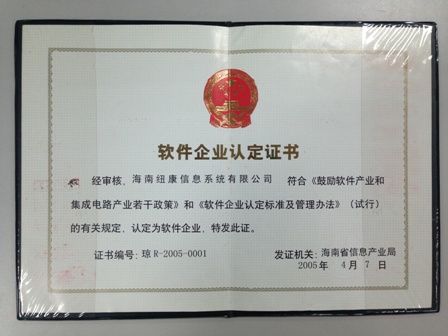 软件企业认定证书
经审核、海南纽康信息系统有限公司 符合《鼓励软件产业和
集成电路产业若干政策》和《软件企业认定标准及管理办法》（试行）
的有关规定，认定为软件企业，特发此证。
证书编号：琼 R-2005-0001
发证机关：海南省信息产业局
2005年 4月 7日